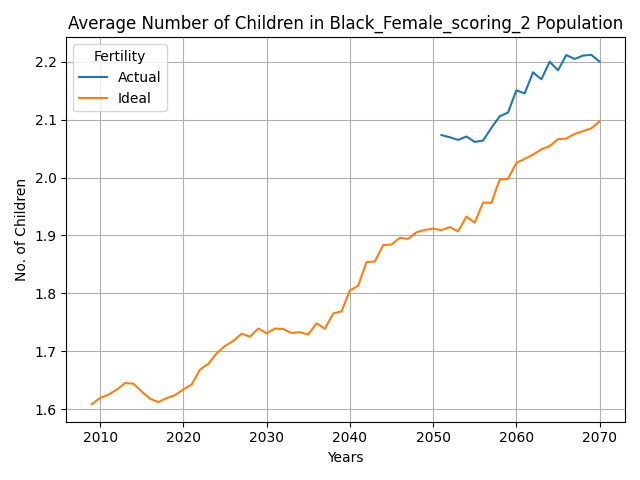 Average Number of Children in Black_Female_scoring_2 Population
Fertility
Actual
Ideal
No. of Children
2.2
2.1
2.0
1.9
1.8
1.7
1.6
2010 2020 2030 2040 2050 2060 2070
Years